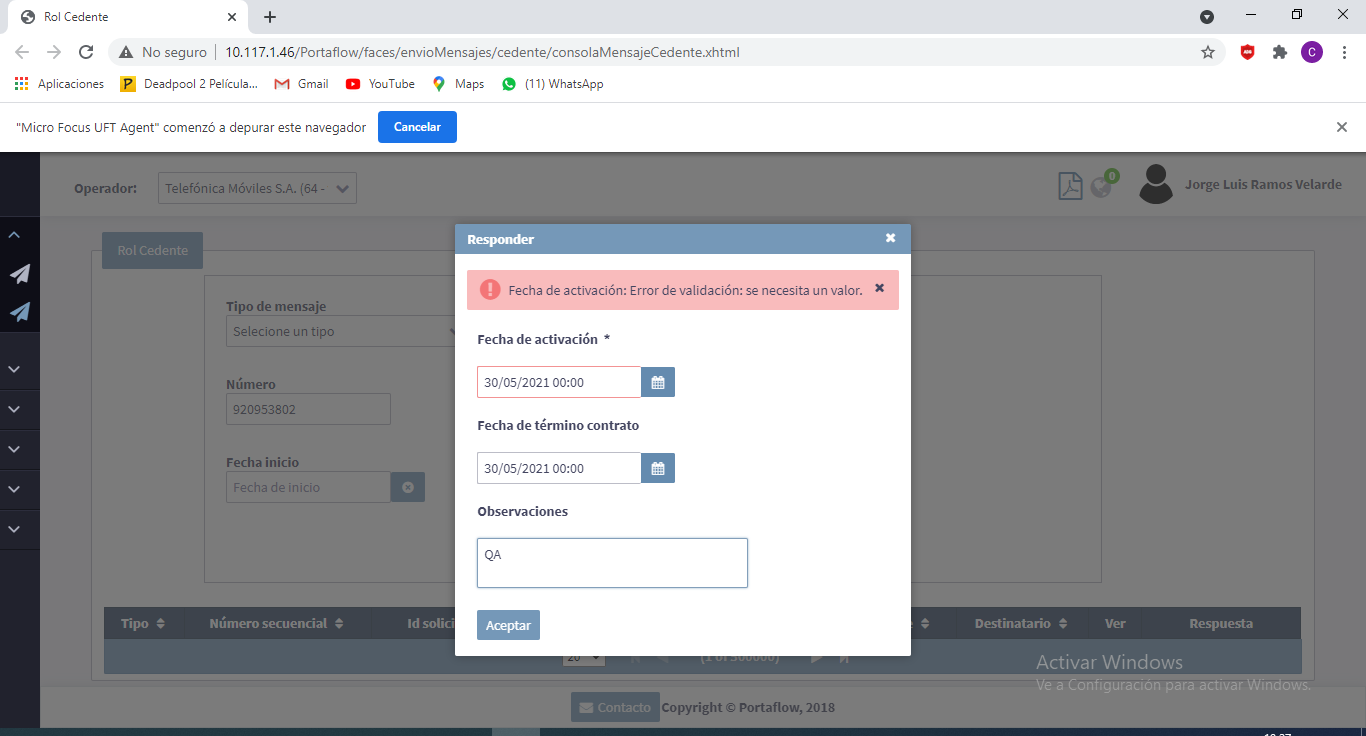 Rol Cedente
No seguro
10.117.1.46/Portaflow/faces/envioMensajes/cedente/consolaMensajeCedente.xhtml
C
Aplicaciones
Deadpool 2 Película...
Gmail
YouTube
Maps
(11) WhatsApp
"Micro Focus UFT Agent" comenzó a depurar este navegador
Cancelar
Operador:
Telefónica Móviles S.A. (64 -
0
Jorge Luis Ramos Velarde
Rol Cedente
Tipo de mensaje
Selecione un tipo
Número
920953802
Fecha inicio
Fecha de inicio
Responder
Fecha de activación: Error de validación: se necesita un valor.
Fecha de activación *
30/05/2021 00:00
Fecha de término contrato
30/05/2021 00:00
Observaciones
QA
Aceptar
Tipo
Número secuencial
Id solici
Destinatario
Ver
Respuesta
20
(1 of 500000)
Activar Windows
Ve a Configuración para activar Windows.
Contacto
Copyright © Portaflow, 2018